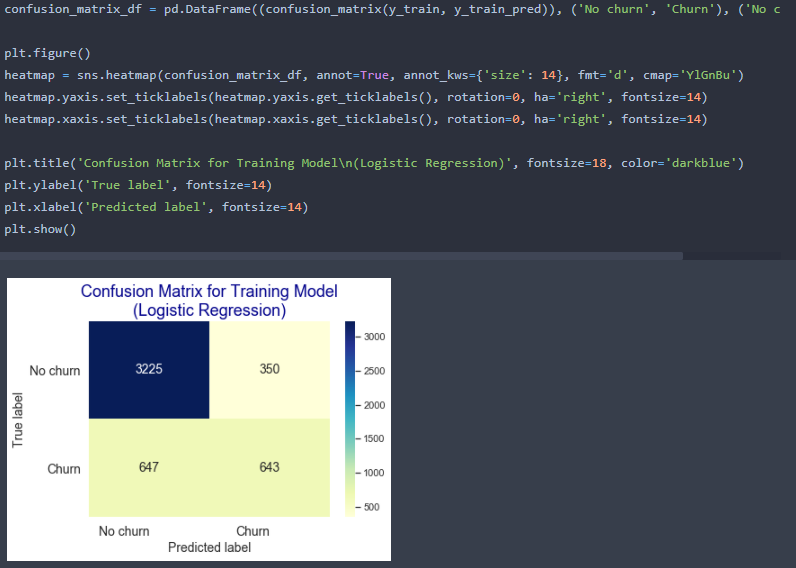 confusion_matrix_df = pd.DataFrame((confusion_matrix(y_train, y_train_pred)), ('No churn', 'Churn'), ('No c
plt.figure()
heatmap = sns.heatmap(confusion_matrix_df, annot=True, annot_kws={'size': 14}, fmt='d', cmap='YlGnBu')
heatmap.yaxis.set_ticklabels(heatmap.yaxis.get_ticklabels(), rotation=0, ha='right', fontsize=14)
heatmap.xaxis.set_ticklabels(heatmap.xaxis.get_ticklabels(), rotation=0, ha='right', fontsize=14)
plt.title('Confusion Matrix for Training Model\n(Logistic Regression)', fontsize=18, color='darkblue')
plt.ylabel('True label', fontsize=14)
plt.xlabel('Predicted label', fontsize=14)
plt.show()
Confusion Matrix for Training Model
(Logistic Regression)
True label
No churn 3225 350
Churn 647 643
No churn Churn
Predicted label
3000
2500
2000
1500
1000
500